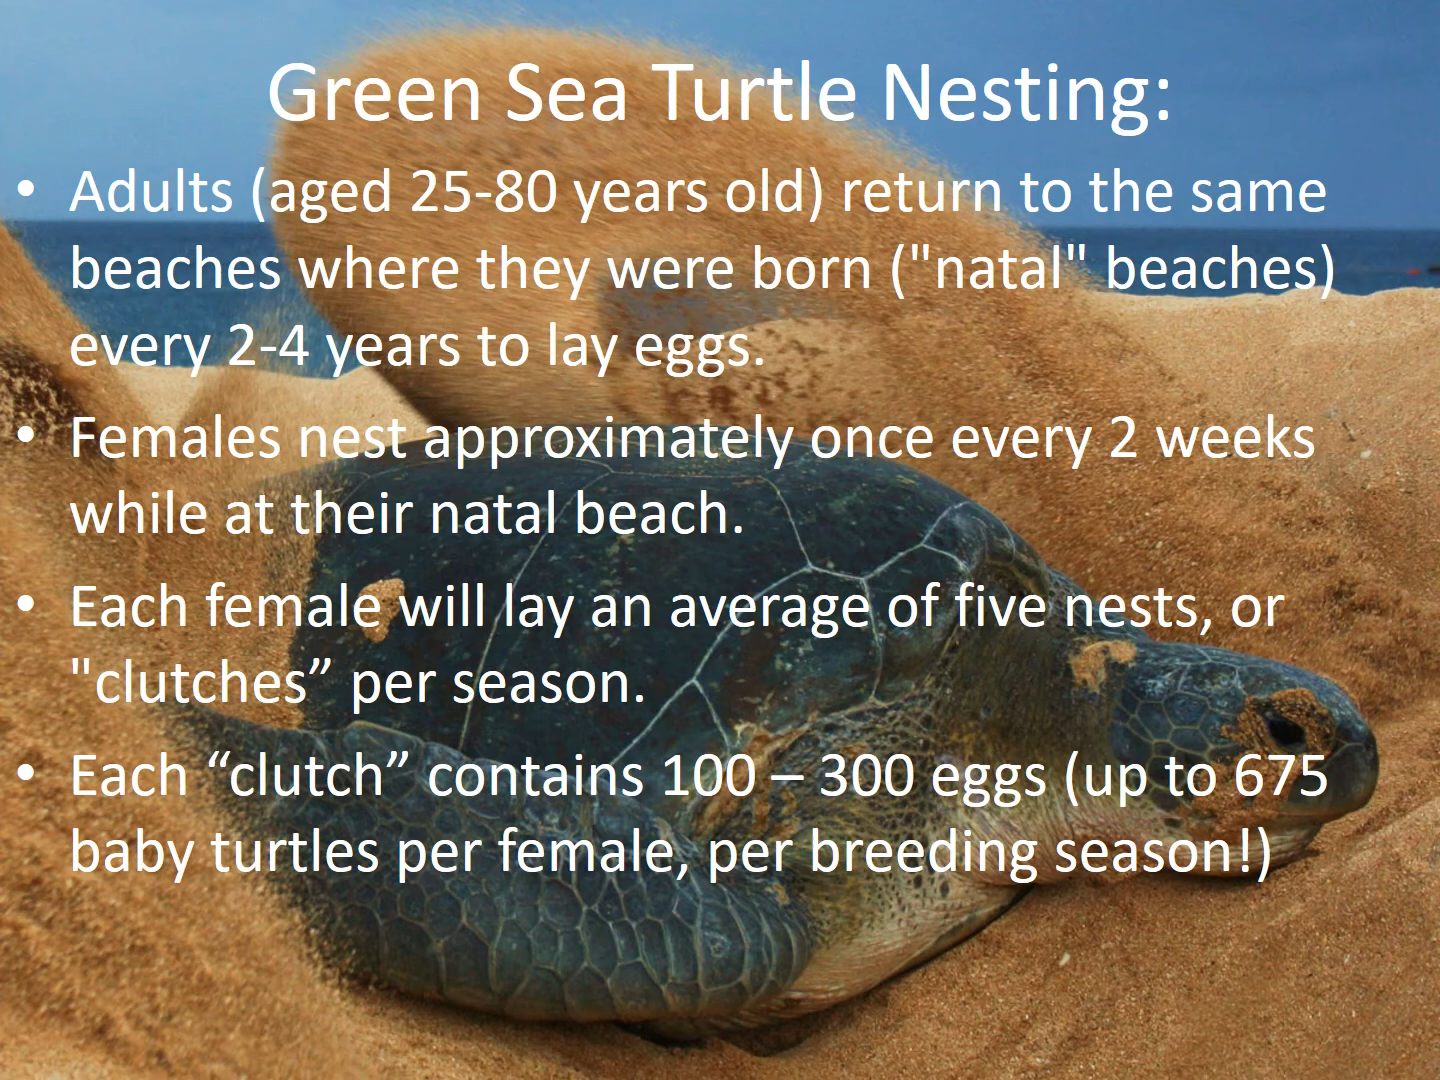 Green Sea Turtle Nesting:
• Adults (aged 25-80 years old) return to the same
beaches where they were born ("natal" beaches)
every 2-4 years to lay eggs.
• Females nest approximately once every 2 weeks
while at their natal beach.
• Each female will lay an average of five nests, or
"clutches” per season.
• Each “clutch” contains 100 – 300 eggs (up to 675
baby turtles per female, per breeding season!)